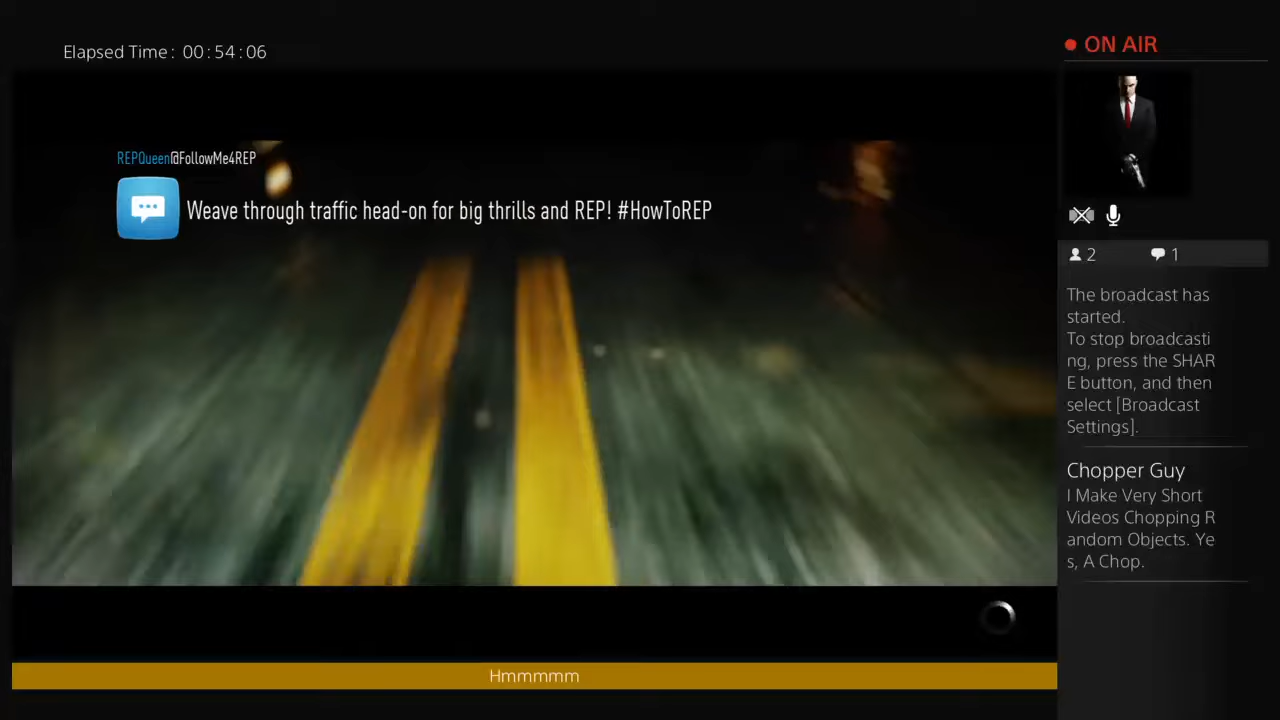 Elapsed Time: 00:54:06
ON AIR
REPQueen@FollowMe4REP
Weave through traffic head-on for big thrills and REP! #HowToREP
2 1
The broadcast has
started.
To stop broadcasti
ng, press the SHAR
E button, and then
select [Broadcast
Settings].
Chopper Guy
I Make Very Short
Videos Chopping R
andom Objects. Ye
s, A Chop.
Hmmmmm